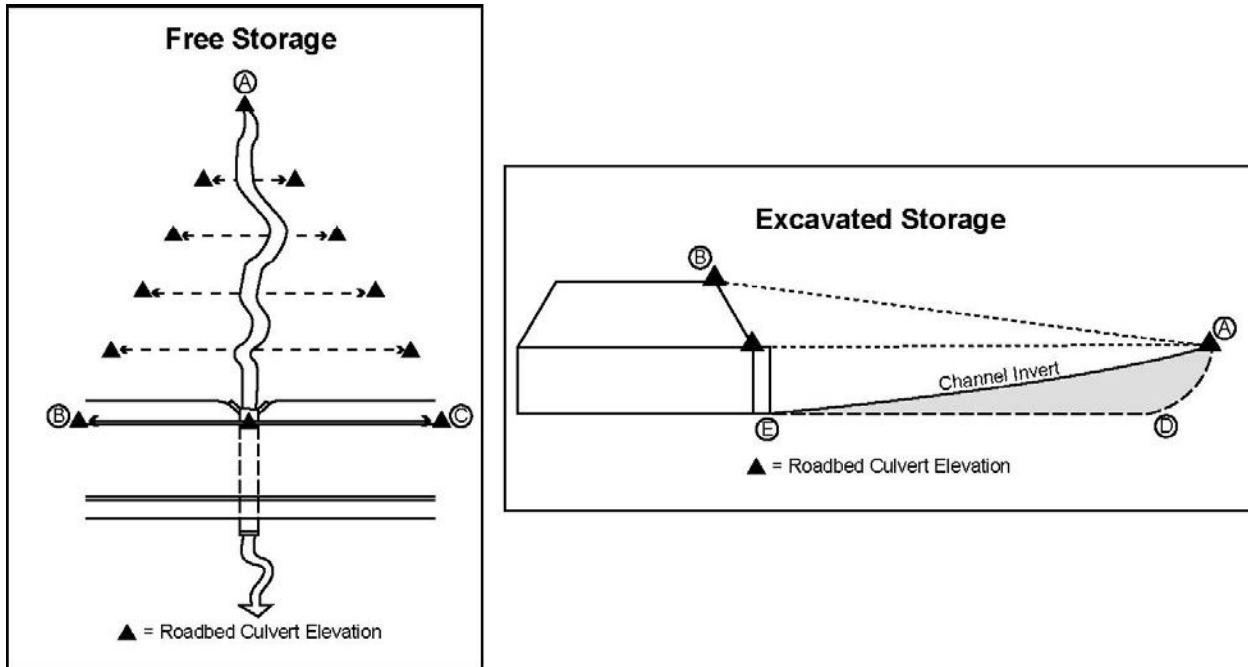 Free Storage
A
B
C
▲ = Roadbed Culvert Elevation
Excavated Storage
B
A
Channel Invert
E
D
▲ = Roadbed Culvert Elevation